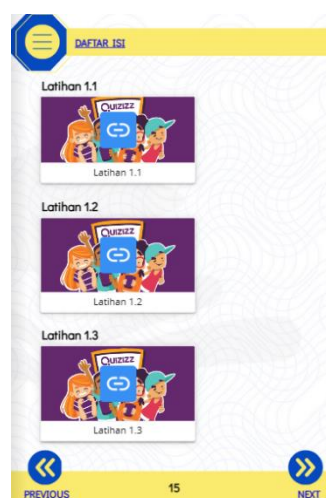 DAFTAR ISI
Latihan 1.1
QUIZIZZ
Latihan 1.1
Latihan 1.2
QUIZIZZ
Latihan 1.2
Latihan 1.3
QUIZIZZ
Latihan 1.3
PREVIOUS
15
NEXT